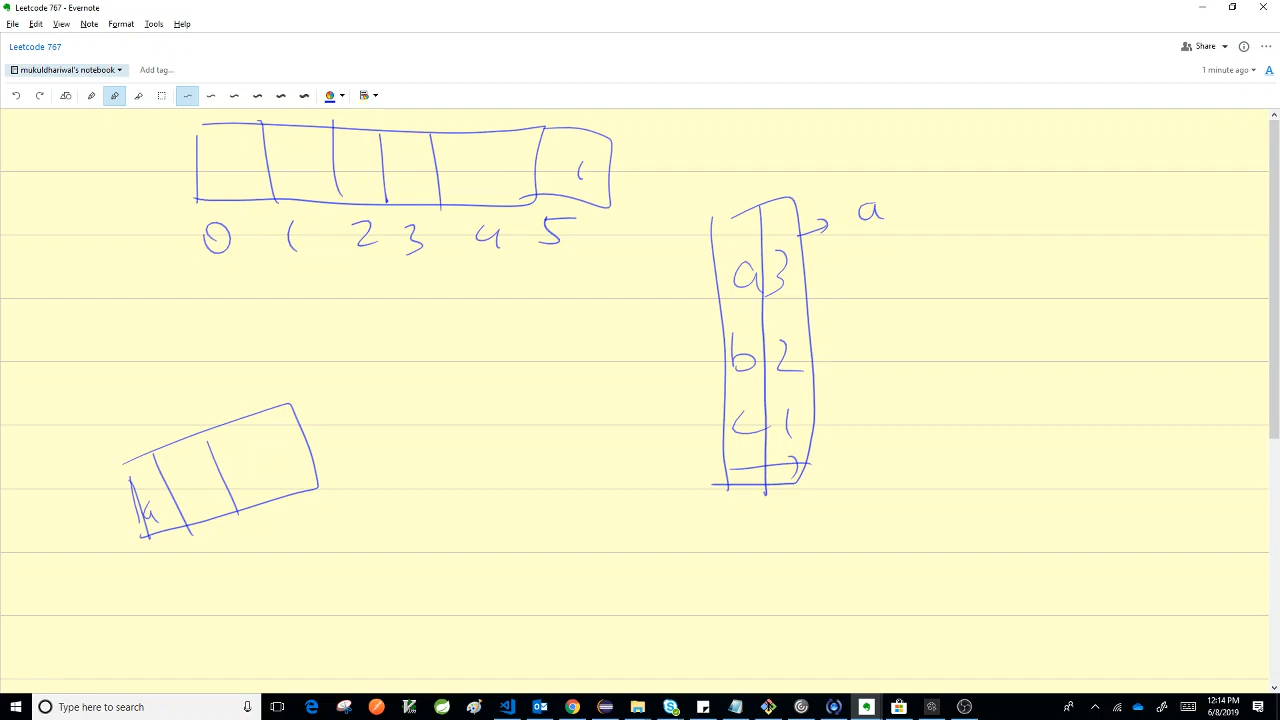 Leetcode 767 - Evernote
File Edit View Note Format Tools Help
Leetcode 767
Share
mukuldhariwal's notebook Add tag...
1 minute ago
0 1 2 3 4 5
a
a 3
b 2
c 1
a
Type here to search
12:14 PM
6/8/2019